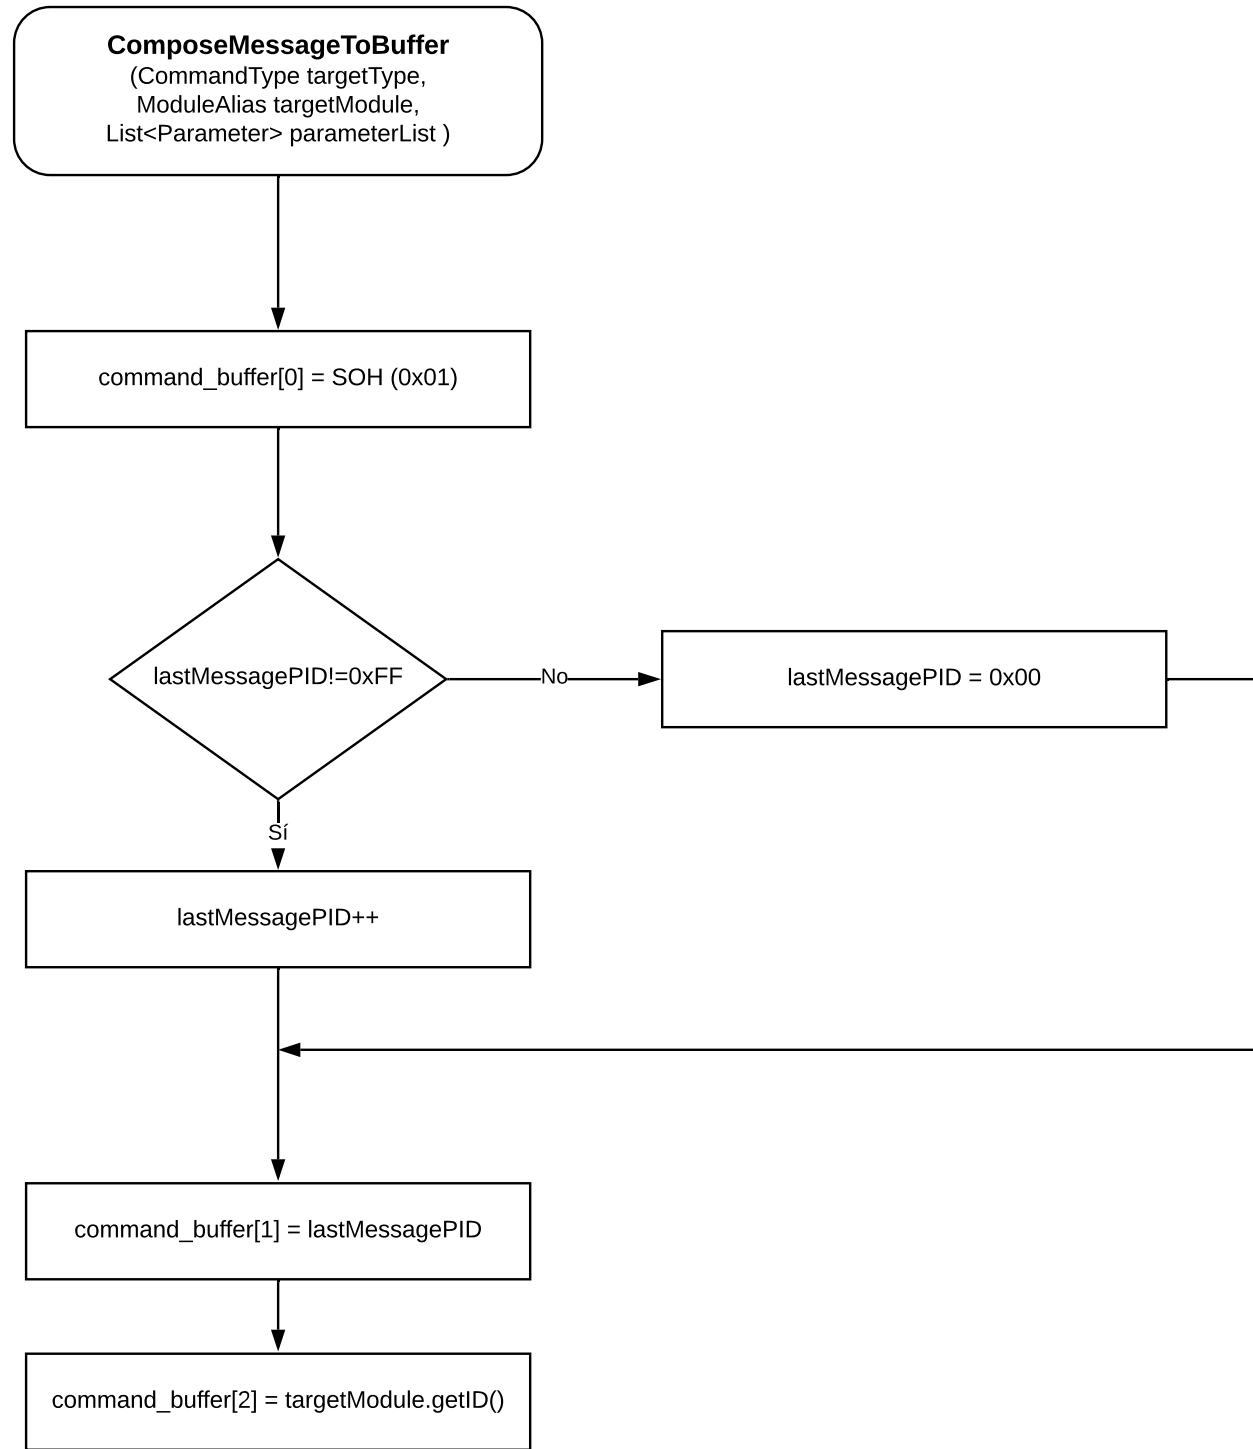 ComposeMessageToBuffer
(CommandType targetType,
ModuleAlias targetModule,
List<Parameter> parameterList )
command_buffer[0] = SOH (0x01)
lastMessagePID!=0xFF
No
lastMessagePID = 0x00
Sí
lastMessagePID++
command_buffer[1] = lastMessagePID
command_buffer[2] = targetModule.getID()